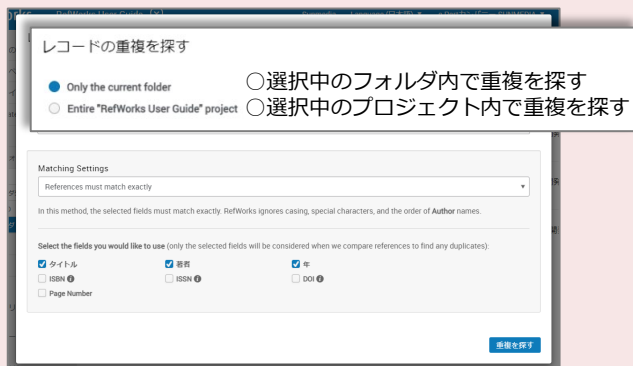 RefWorks User Guide
レコードの重複を探す
Only the current folder
○選択中のフォルダ内で重複を探す
Entire "RefWorks User Guide" project
○選択中のプロジェクト内で重複を探す
Matching Settings
References must match exactly
In this method, the selected fields must match exactly. RefWorks ignores casing, special characters, and the order of Author names.
Select the fields you would like to use (only the selected fields will be considered when we compare references to find any duplicates):
タイトル 著者 年
ISBN ISSN DOI
Page Number
重複を探す